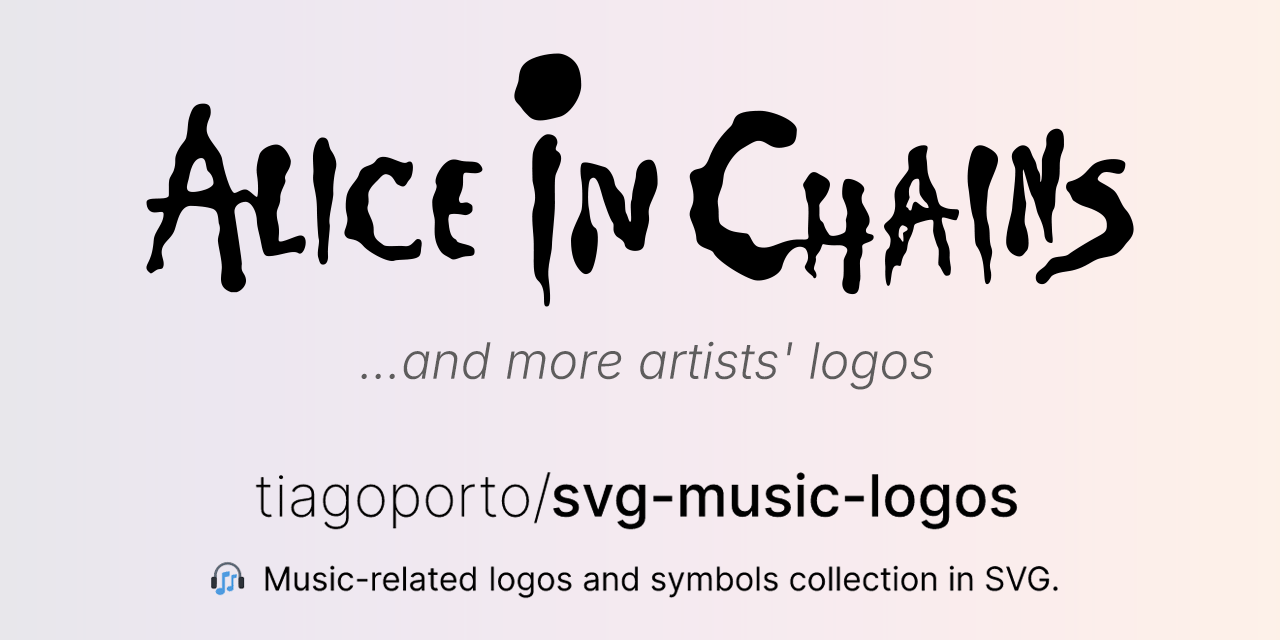 ALICE IN CHAINS
...and more artists' logos
tiagoporto/svg-music-logos
Music-related logos and symbols collection in SVG.